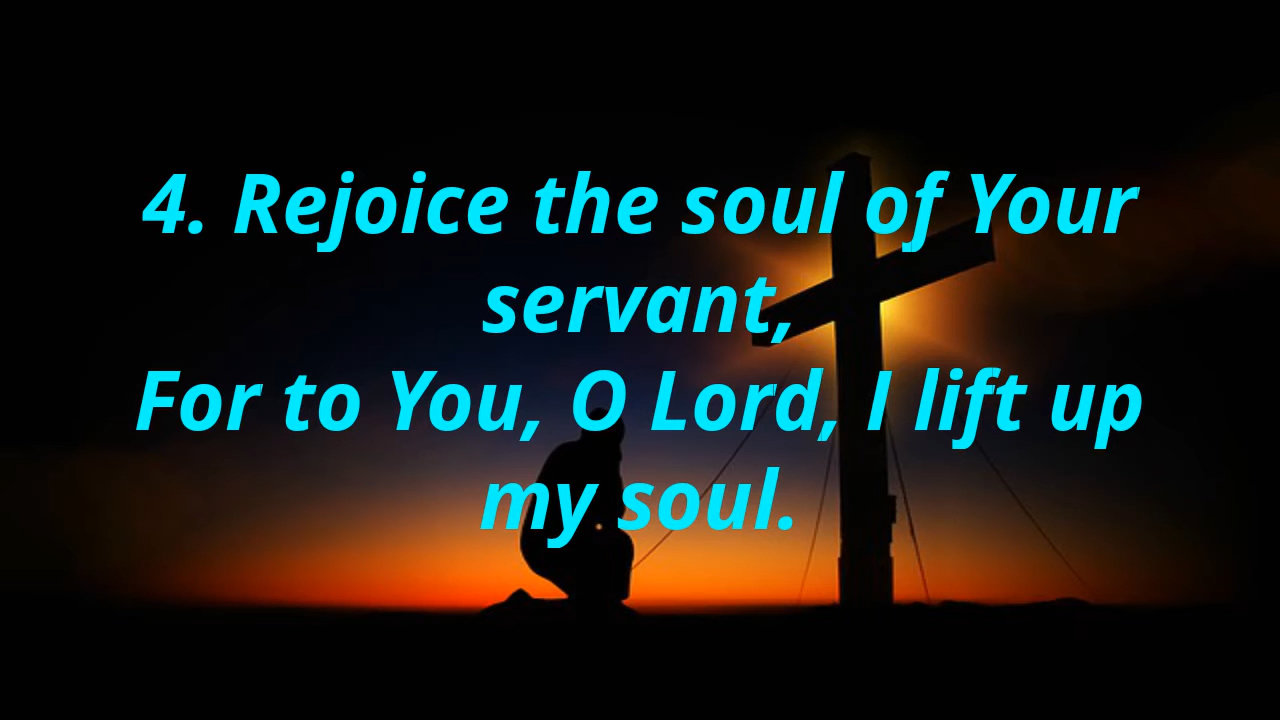 4. Rejoice the soul of Your
servant,
For to You, O Lord, I lift up
my soul.